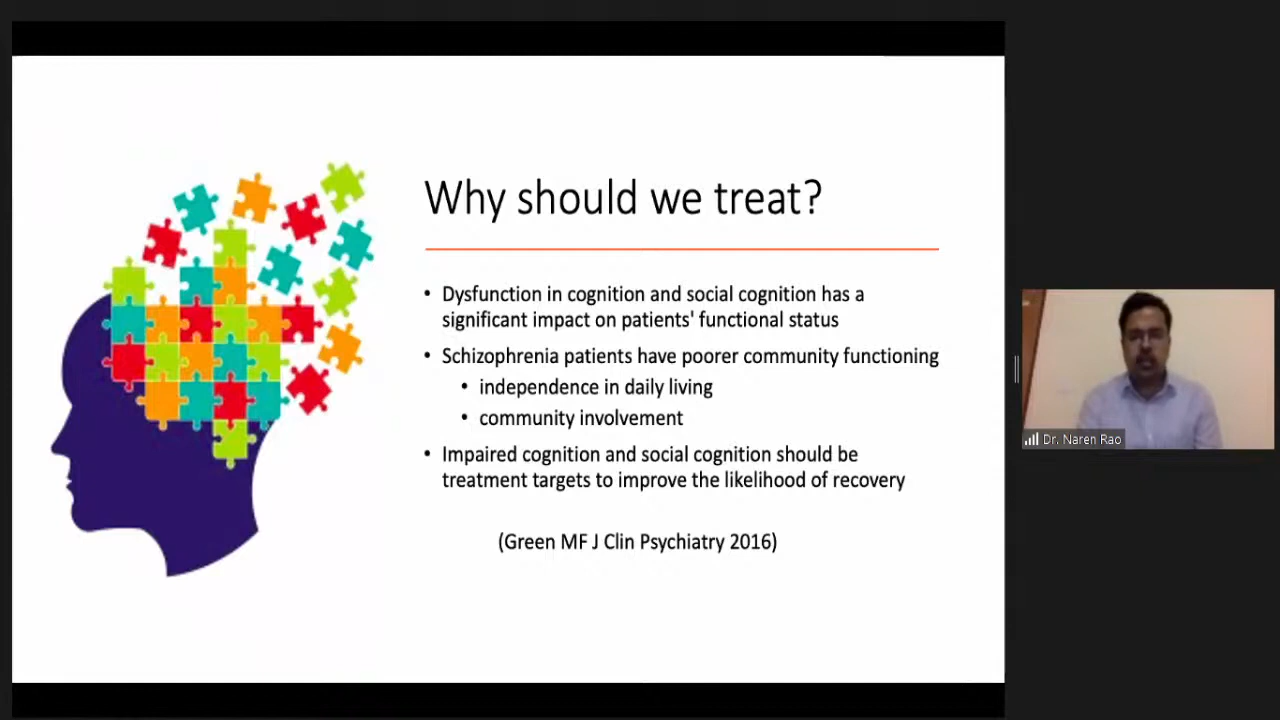 Why should we treat?
• Dysfunction in cognition and social cognition has a
significant impact on patients' functional status
• Schizophrenia patients have poorer community functioning
• independence in daily living
• community involvement
• Impaired cognition and social cognition should be
treatment targets to improve the likelihood of recovery
(Green MF J Clin Psychiatry 2016)
Dr. Naren Rao